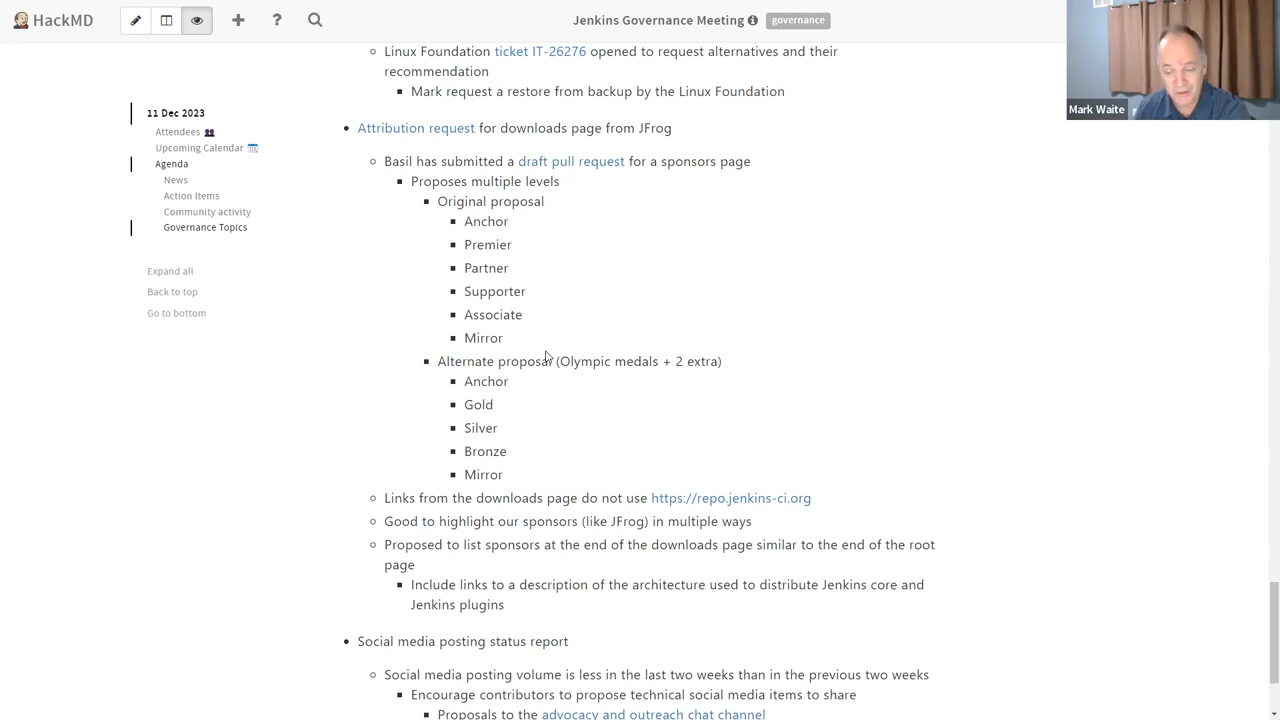 HackMD
Jenkins Governance Meeting
governance
Linux Foundation ticket IT-26276 opened to request alternatives and their
recommendation
Mark request a restore from backup by the Linux Foundation
Mark Waite
11 Dec 2023
Attendees
Upcoming Calendar
Agenda
News
Action Items
Community activity
Governance Topics
Expand all
Back to top
Go to bottom
Attribution request for downloads page from JFrog
Basil has submitted a draft pull request for a sponsors page
Proposes multiple levels
Original proposal
Anchor
Premier
Partner
Supporter
Associate
Mirror
Alternate proposal (Olympic medals + 2 extra)
Anchor
Gold
Silver
Bronze
Mirror
Links from the downloads page do not use https://repo.jenkins-ci.org
Good to highlight our sponsors (like JFrog) in multiple ways
Proposed to list sponsors at the end of the downloads page similar to the end of the root
page
Include links to a description of the architecture used to distribute Jenkins core and
Jenkins plugins
Social media posting status report
Social media posting volume is less in the last two weeks than in the previous two weeks
Encourage contributors to propose technical social media items to share
Proposals to the advocacy and outreach chat channel